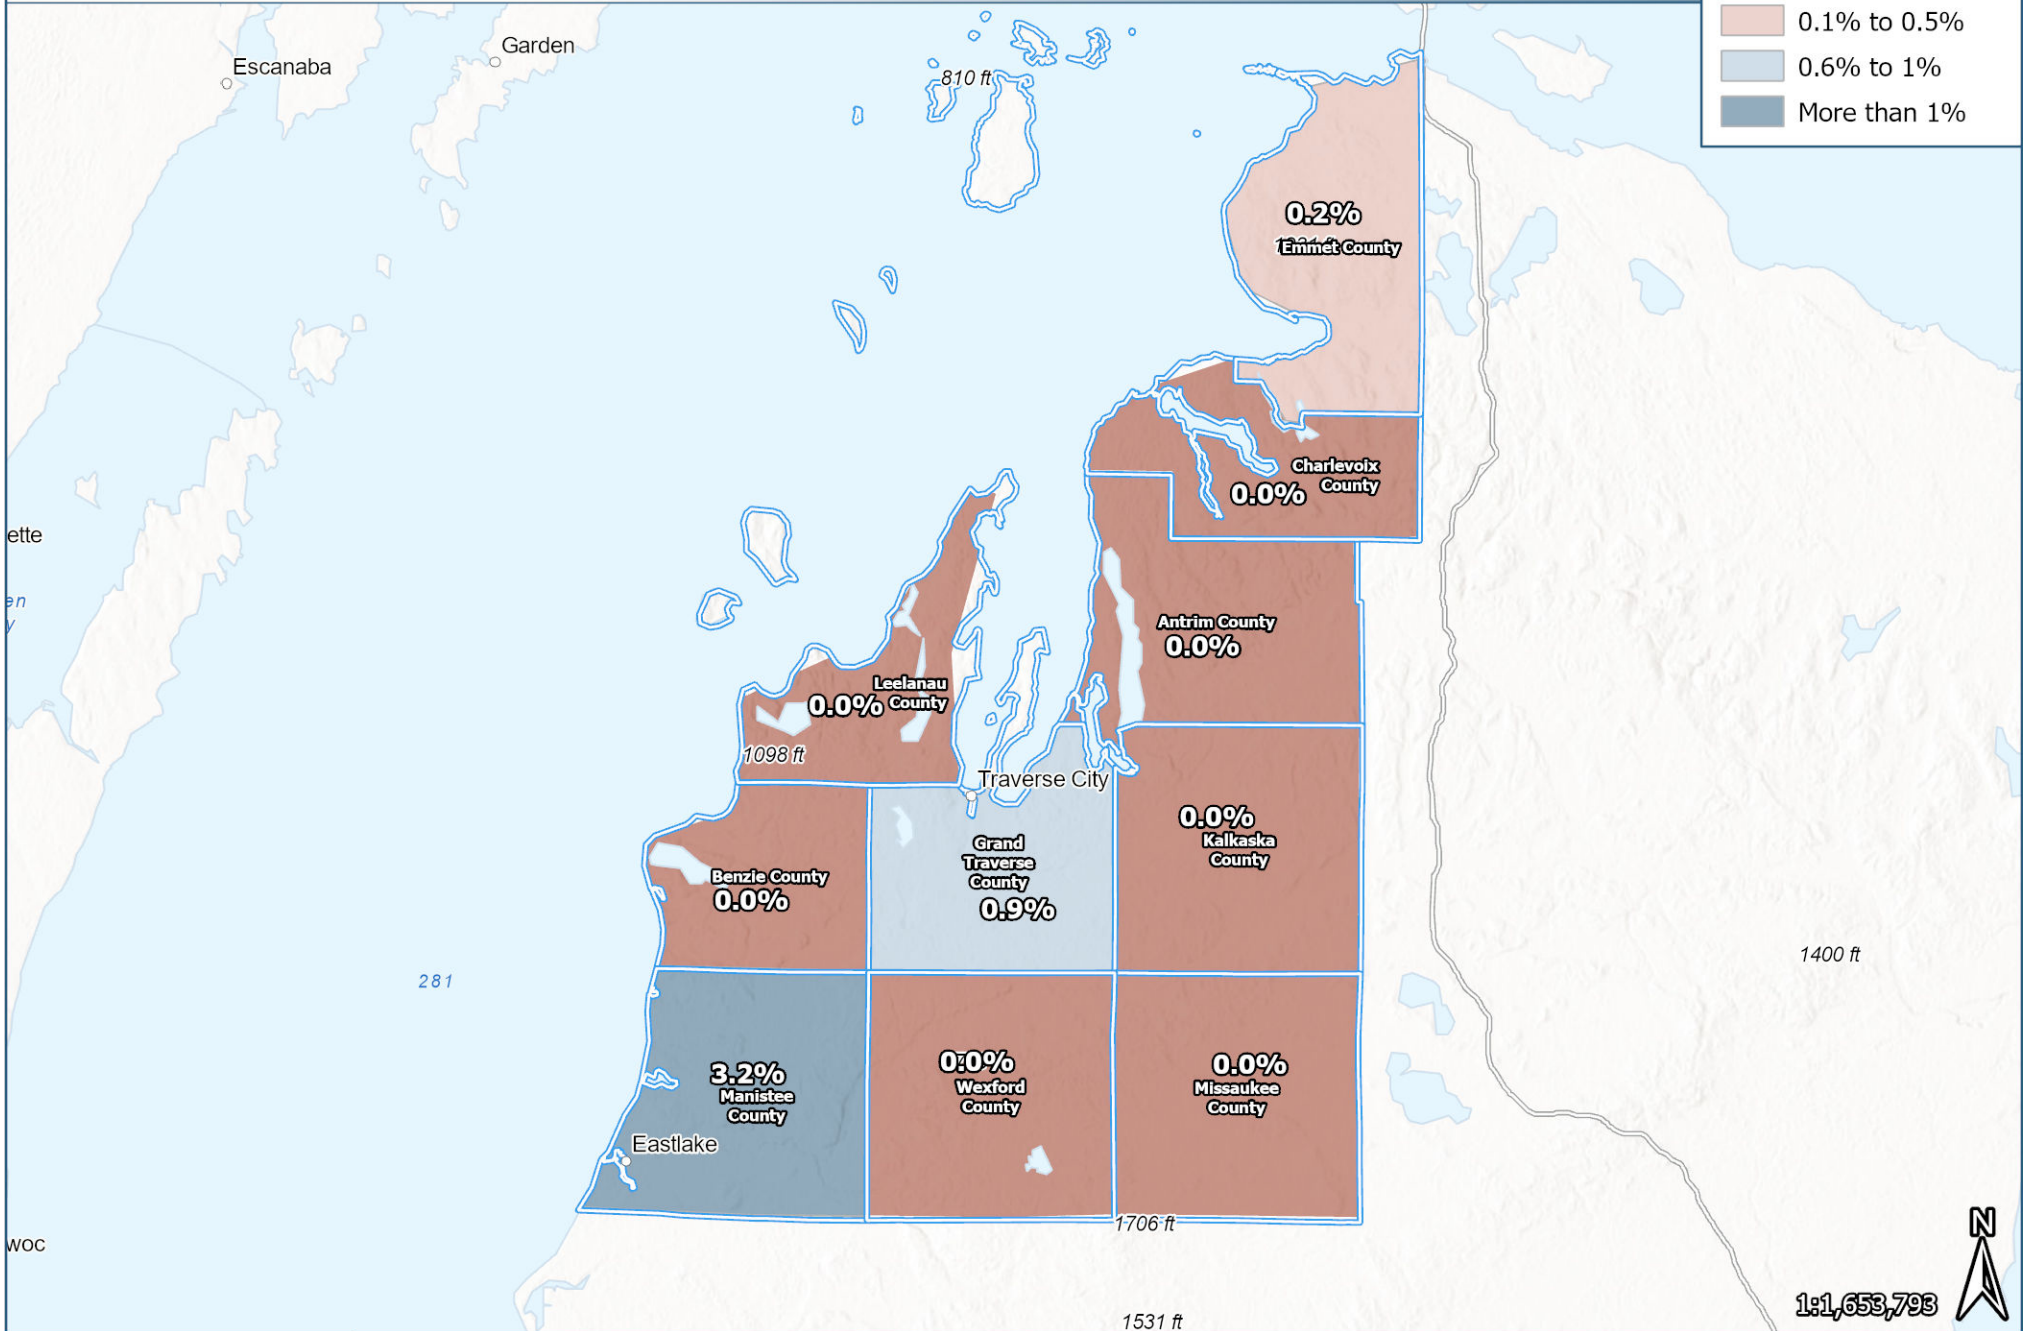 0.1% to 0.5%
0.6% to 1%
More than 1%
Garden
Escanaba
810 ft
0.2%
Emmet County
Charlevoix
County
0.0%
ette
Antrim County
0.0%
Leelanau
County
0.0%
1098 ft
Traverse City
0.0%
Kalkaska
County
Grand
Traverse
County
0.9%
Benzie County
0.0%
1400 ft
281
3.2%
Manistee
County
0.0%
Wexford
County
0.0%
Missaukee
County
Eastlake
1706 ft
woc
N
1:1,653,793
1531 ft